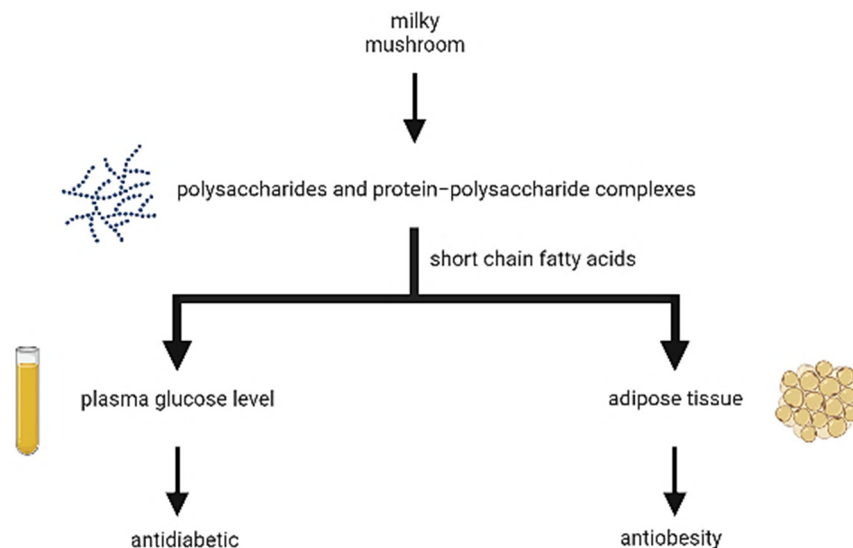 milky
mushroom
polysaccharides and protein-polysaccharide complexes
short chain fatty acids
plasma glucose level
adipose tissue
antidiabetic
antiobesity